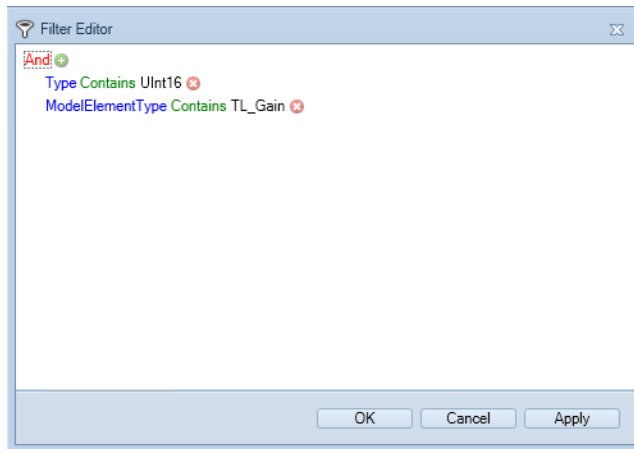 Filter Editor
And
Type Contains UInt16
ModelElementType Contains TL_Gain
OK Cancel Apply